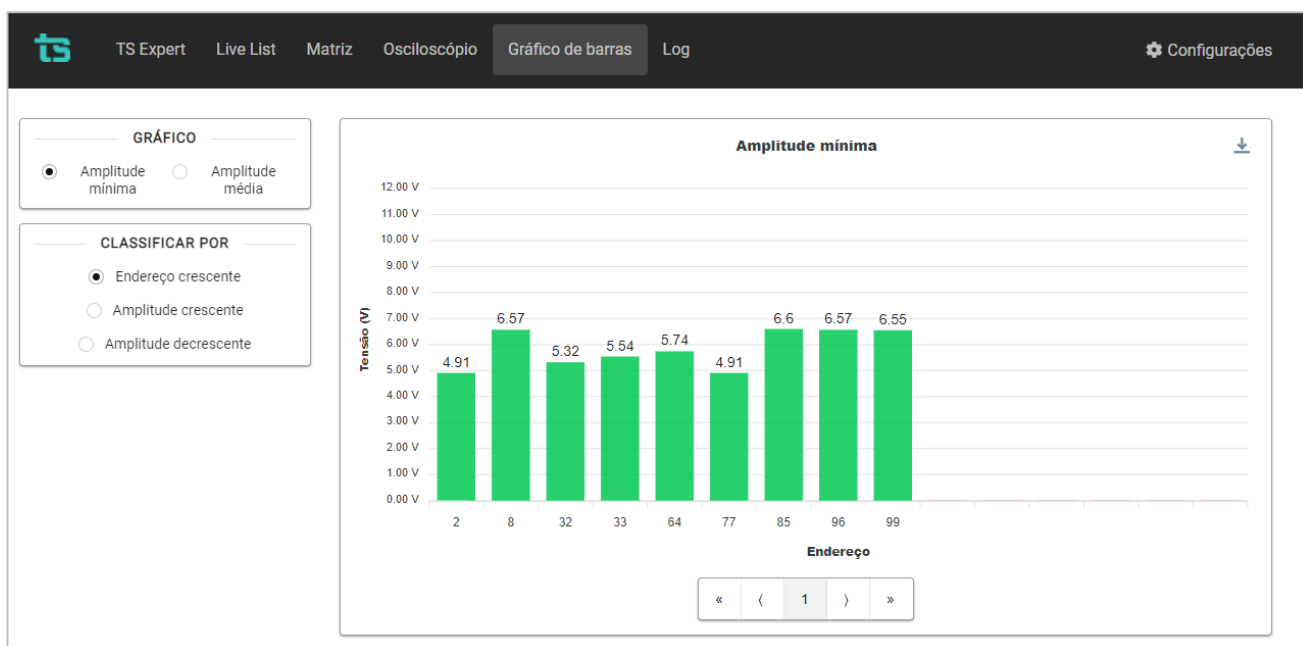 ts TS Expert Live List Matriz Osciloscópio Gráfico de barras Log Configurações
GRÁFICO
Amplitude mínima
Amplitude média
CLASSIFICAR POR
Endereço crescente
Amplitude crescente
Amplitude decrescente
Amplitude mínima
Tensão (V)
12.00 V
11.00 V
10.00 V
9.00 V
8.00 V
7.00 V
6.00 V
5.00 V
4.00 V
3.00 V
2.00 V
1.00 V
0.00 V
4.91 6.57 5.32 5.54 5.74 4.91 6.6 6.57 6.55
2 8 32 33 64 77 85 96 99
Endereço
« ⟨ 1 ⟩ »